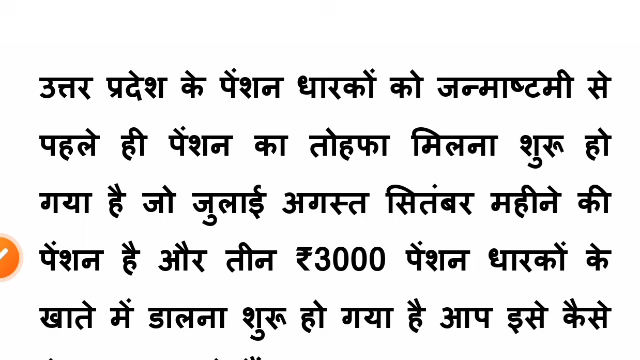 उत्तर प्रदेश के पेंशन धारकों को जन्माष्टमी से
पहले ही पेंशन का तोहफा मिलना शुरू हो
गया है जो जुलाई अगस्त सितंबर महीने की
पेंशन है और तीन ₹3000 पेंशन धारकों के
खाते में डालना शुरू हो गया है आप इसे कैसे